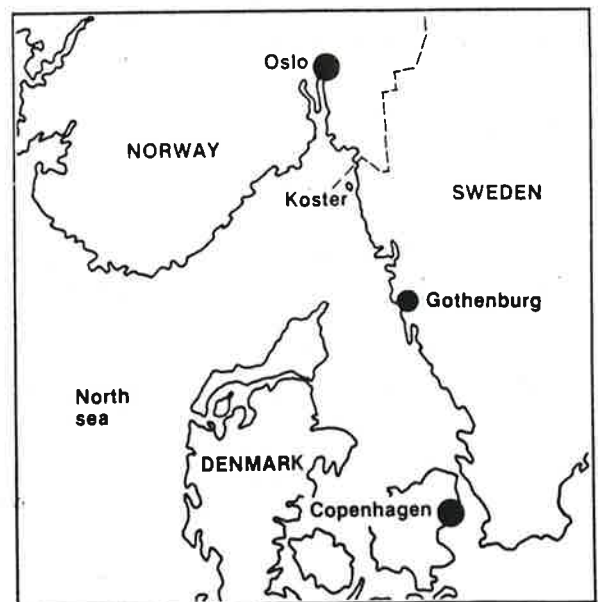 Oslo
NORWAY
Koster
SWEDEN
Gothenburg
North
sea
DENMARK
Copenhagen